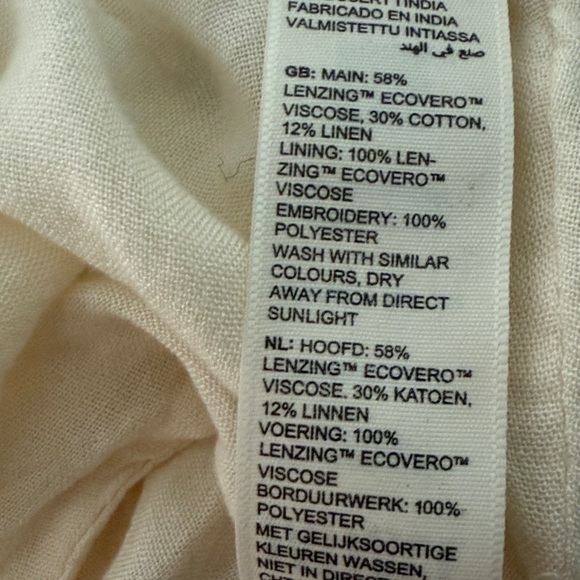 FABRICADO EN INDIA
VALMISTETTU INTIASSA
صنع في الهند
GB: MAIN: 58%
LENZING™ ECOVERO™
VISCOSE, 30% COTTON,
12% LINEN
LINING: 100% LEN-
ZING™ ECOVERO™
VISCOSE
EMBROIDERY: 100%
POLYESTER
WASH WITH SIMILAR
COLOURS, DRY
AWAY FROM DIRECT
SUNLIGHT
NL: HOOFD: 58%
LENZING™ ECOVERO™
VISCOSE. 30% KATOEN,
12% LINNEN
VOERING: 100%
LENZING™ ECOVERO™
VISCOSE
BORDUURWERK: 100%
POLYESTER
MET GELIJKSOORTIGE
KLEUREN WASSEN,
NIET IN DIRECT